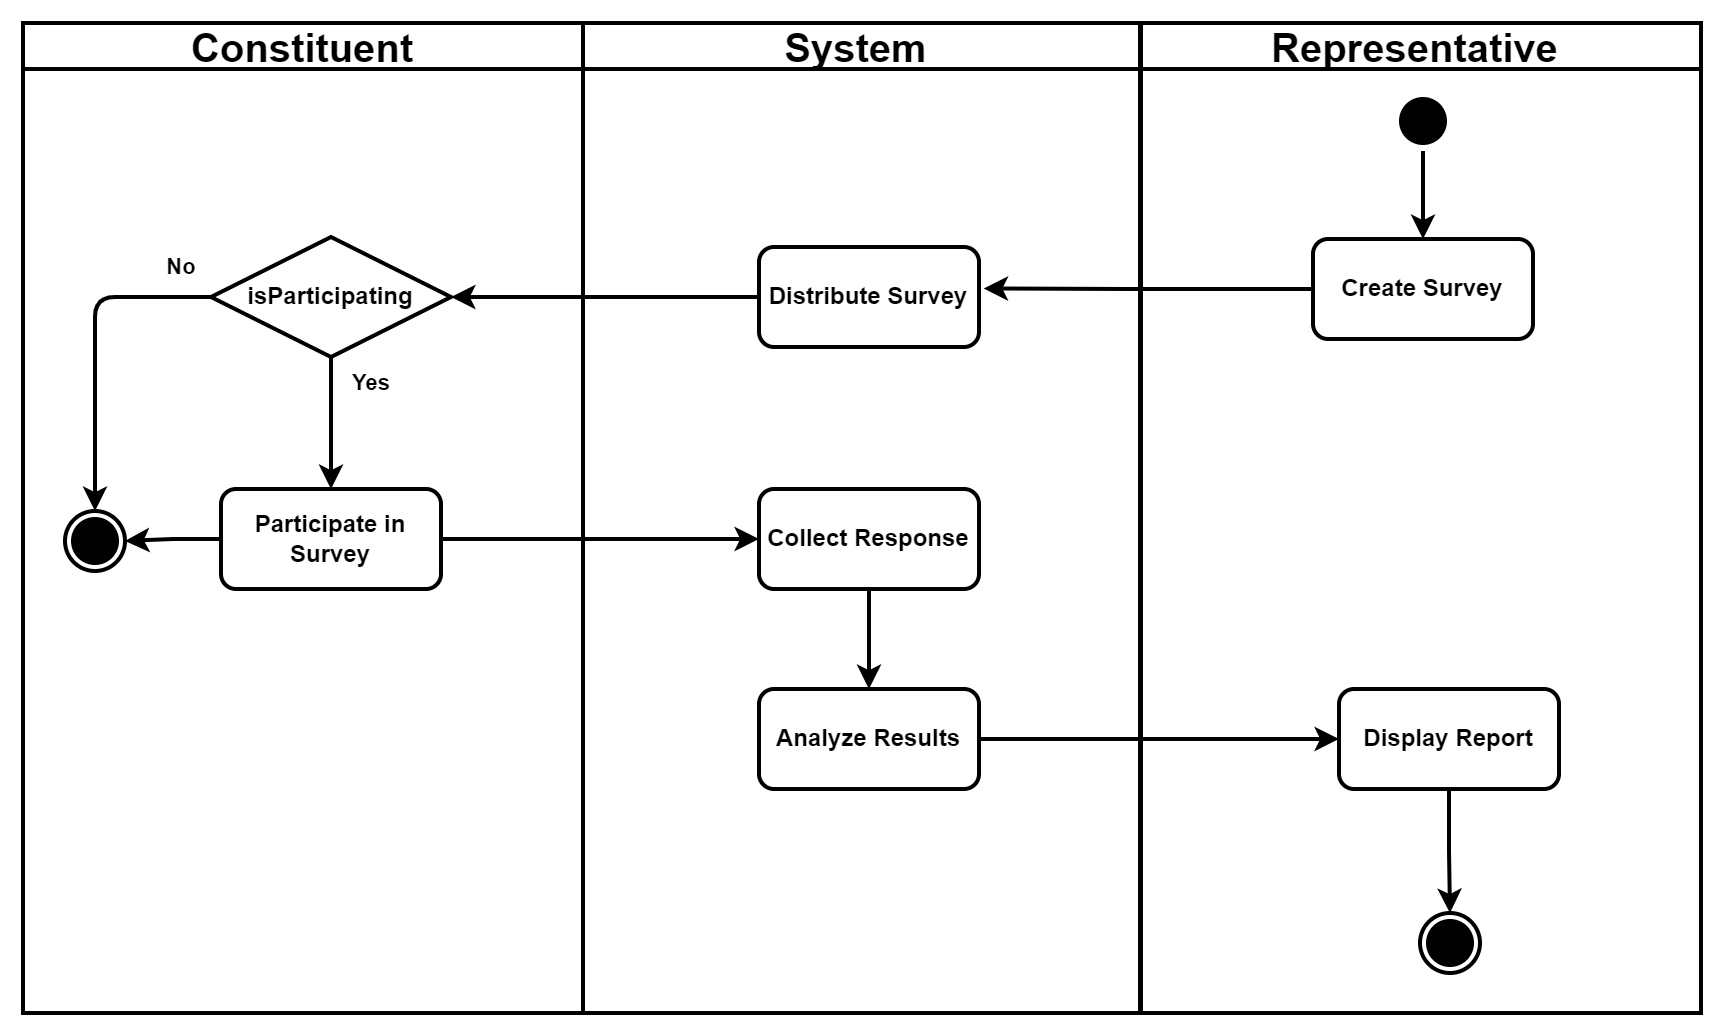 Constituent
System
Representative
No
isParticipating
Distribute Survey
Create Survey
Yes
Participate in
Survey
Collect Response
Analyze Results
Display Report